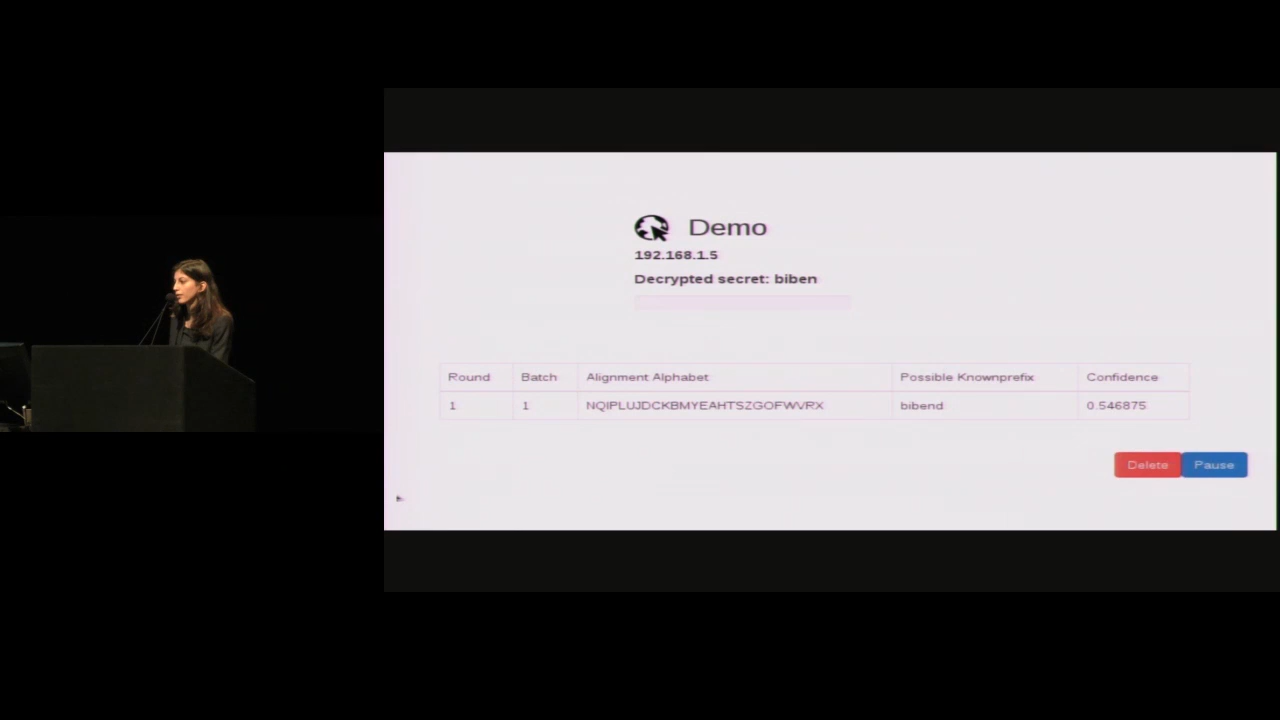 Demo
192.168.1.5
Decrypted secret: biben
Round Batch Alignment Alphabet Possible Knownprefix Confidence
1 1 NQIPLUJDCKBMYEAHTSZGOFWVRX bibend 0.546875
Delete Pause